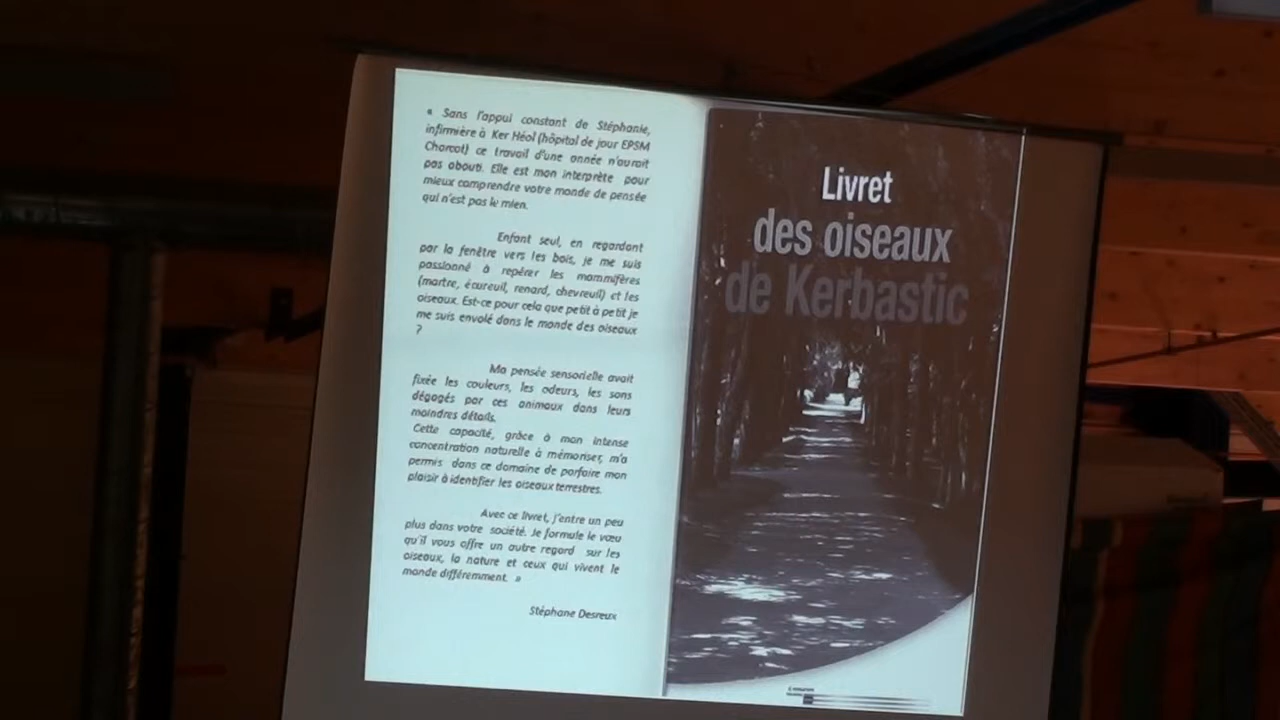 « Sans l'appui constant de Stéphanie,
infirmière à Ker Héol (hôpital de jour EPSM
Charcot) ce travail d'une année n'aurait
pas abouti. Elle est mon interprète pour
mieux comprendre votre monde de pensée
qui n'est pas le mien.
Enfant seul, en regardant
par la fenêtre vers les bois, je me suis
passionné à repérer les mammifères
(martre, écureuil, renard, chevreuil) et les
oiseaux. Est-ce pour cela que petit à petit je
me suis envolé dans le monde des oiseaux
?
Ma pensée sensorielle avait
fixée les couleurs, les odeurs, les sons
dégagés par ces animaux dans leurs
moindres détails.
Cette capacité, grâce à mon intense
concentration naturelle à mémoriser, m'a
permis dans ce domaine de parfaire mon
plaisir à identifier les oiseaux terrestres.
Avec ce livret, j'entre un peu
plus dans votre société. Je formule le vœu
qu'il vous offre un autre regard sur les
oiseaux, la nature et ceux qui vivent le
monde différemment. »
Stéphane Desreux
Livret
des oiseaux
de Kerbastic